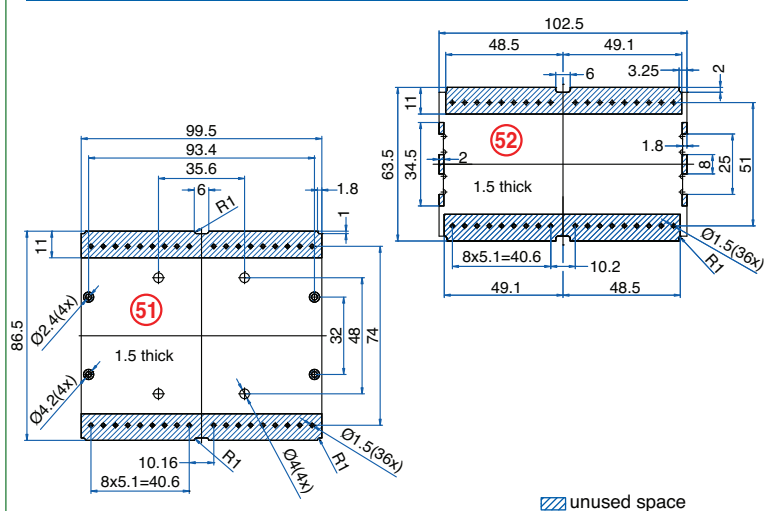 102.5
48.5 49.1
6 3.25 2
11
63.5 34.5 52 2 1.8 8 25 51
1.5 thick
Ø1.5(36x)
8x5.1=40.6 10.2 R1
49.1 48.5
99.5
93.4
35.6
6 R1 1.8 1
11
86.5 Ø2.4(4x) 51 32 48 74
1.5 thick
Ø4.2(4x)
Ø1.5(36x)
10.16 R1 Ø4(4x) R1
8x5.1=40.6
unused space